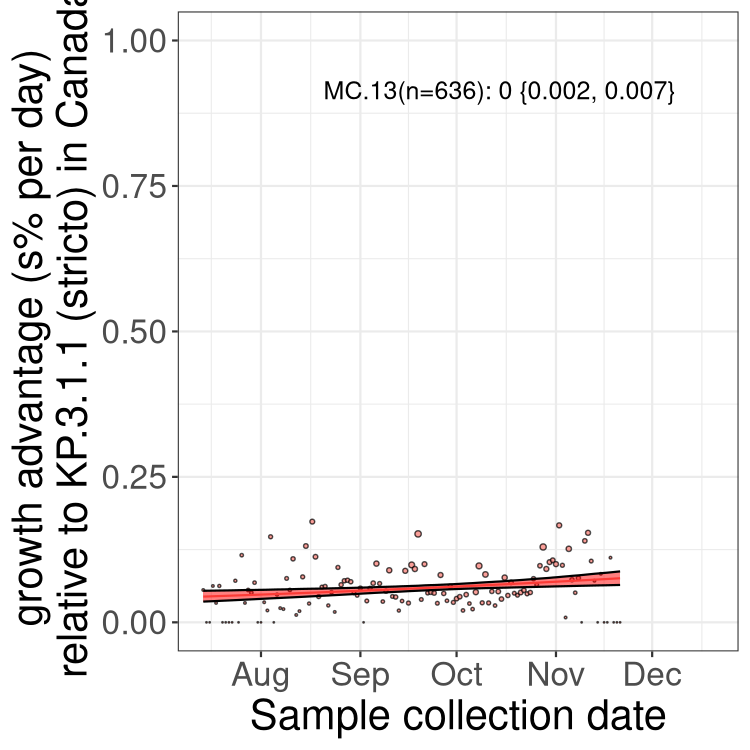 growth advantage (s% per day)
relative to KP.3.1.1 (stricto) in Canada
1.00
MC.13(n=636): 0 {0.002, 0.007}
0.75
0.50
0.25
0.00
Aug Sep Oct Nov Dec
Sample collection date